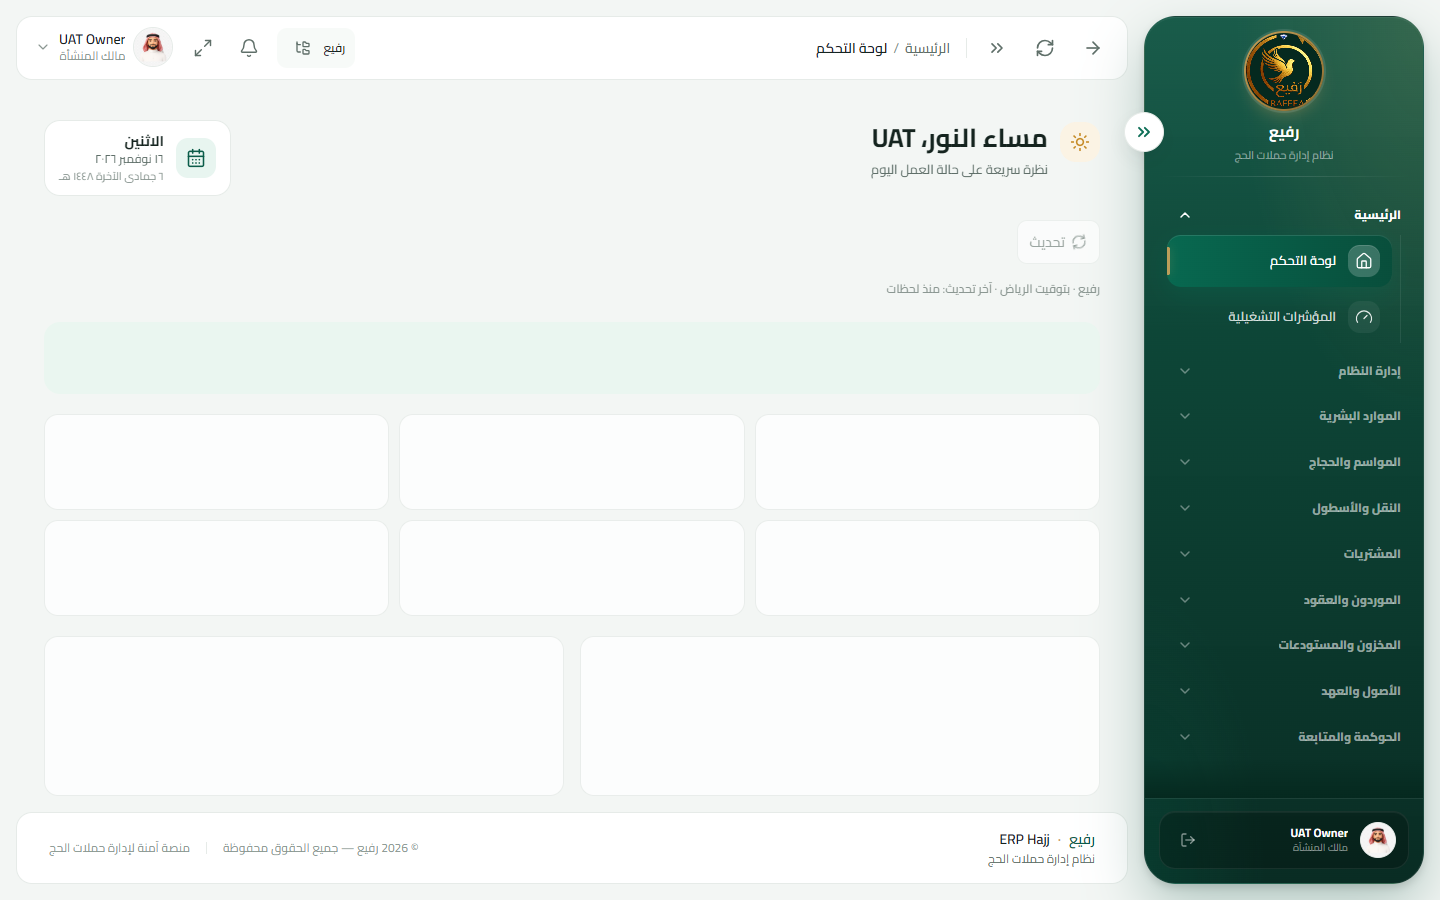 رفيع
RAFEEA
رفيع
نظام إدارة حملات الحج
الرئيسية
لوحة التحكم
المؤشرات التشغيلية
إدارة النظام
الموارد البشرية
المواسم والحجاج
النقل والأسطول
المشتريات
الموردون والعقود
المخزون والمستودعات
الأصول والعهد
الحوكمة والمتابعة
UAT Owner
مالك المنشأة
الرئيسية / لوحة التحكم
رفيع
UAT Owner
مالك المنشأة
مساء النور، UAT
نظرة سريعة على حالة العمل اليوم
الاثنين
١٦ نوفمبر ٢٠٢٦
٦ جمادى الآخرة ١٤٤٨ هـ
تحديث
رفيع · بتوقيت الرياض · آخر تحديث: منذ لحظات
رفيع · ERP Hajj
نظام إدارة حملات الحج
© 2026 رفيع — جميع الحقوق محفوظة
منصة آمنة لإدارة حملات الحج